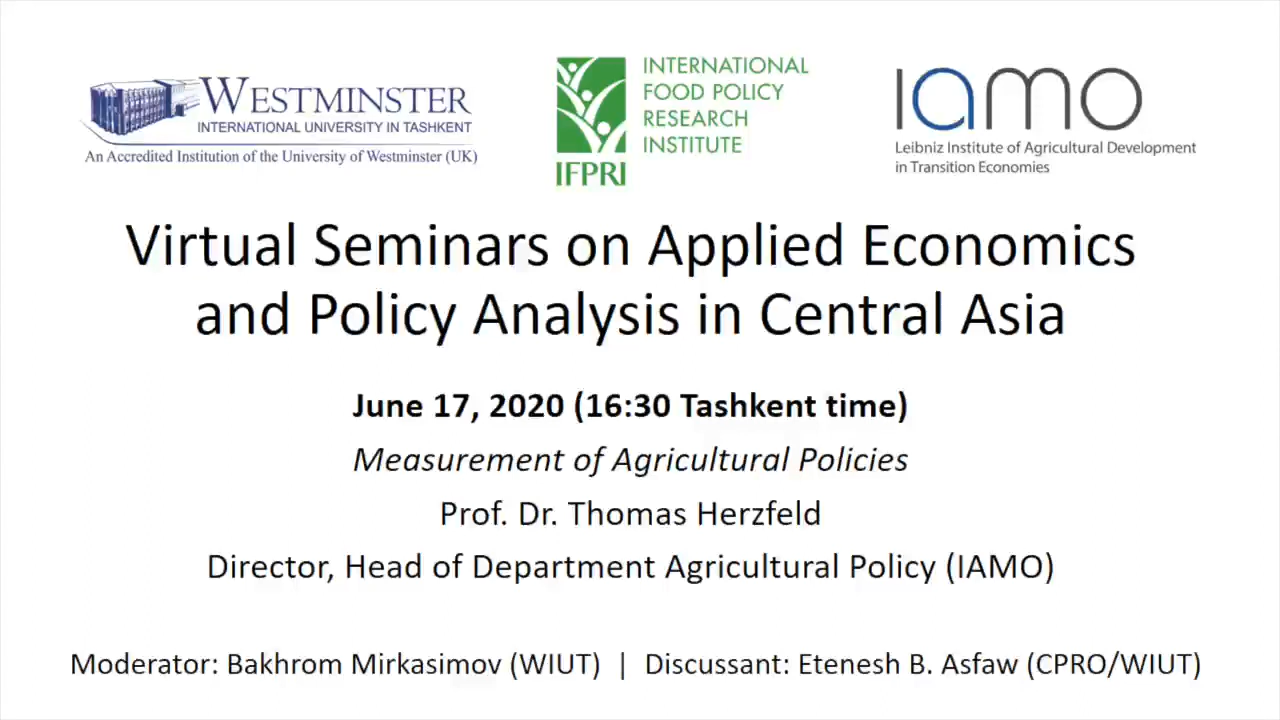 WESTMINSTER
INTERNATIONAL UNIVERSITY IN TASHKENT
An Accredited Institution of the University of Westminster (UK)
INTERNATIONAL
FOOD POLICY
RESEARCH
INSTITUTE
IFPRI
iamo
Leibniz Institute of Agricultural Development
in Transition Economies
Virtual Seminars on Applied Economics
and Policy Analysis in Central Asia
June 17, 2020 (16:30 Tashkent time)
Measurement of Agricultural Policies
Prof. Dr. Thomas Herzfeld
Director, Head of Department Agricultural Policy (IAMO)
Moderator: Bakhrom Mirkasimov (WIUT) | Discussant: Etenesh B. Asfaw (CPRO/WIUT)